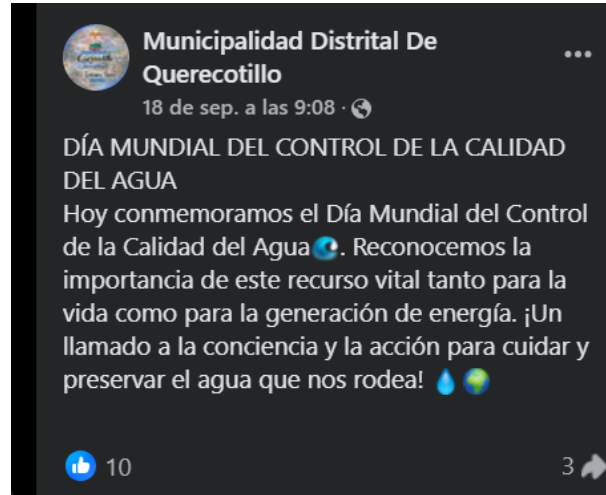 Municipalidad Distrital De
Querecotillo
18 de sep. a las 9:08 ·
DÍA MUNDIAL DEL CONTROL DE LA CALIDAD
DEL AGUA
Hoy conmemoramos el Día Mundial del Control
de la Calidad del Agua🌊. Reconocemos la
importancia de este recurso vital tanto para la
vida como para la generación de energía. ¡Un
llamado a la conciencia y la acción para cuidar y
preservar el agua que nos rodea! 💧 🌍
10
3